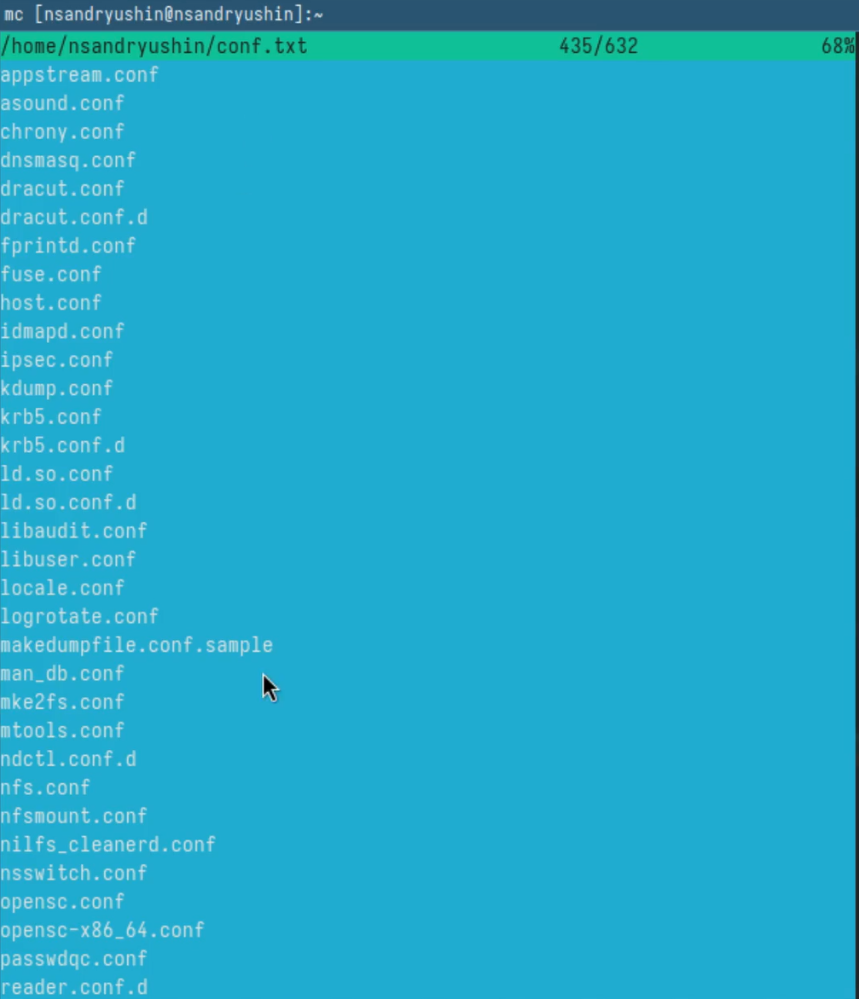 mc [nsandryushin@nsandryushin]:~
/home/nsandryushin/conf.txt 435/632 68%
appstream.conf
asound.conf
chrony.conf
dnsmasq.conf
dracut.conf
dracut.conf.d
fprintd.conf
fuse.conf
host.conf
idmapd.conf
ipsec.conf
kdump.conf
krb5.conf
krb5.conf.d
ld.so.conf
ld.so.conf.d
libaudit.conf
libuser.conf
locale.conf
logrotate.conf
makedumpfile.conf.sample
man_db.conf
mke2fs.conf
mtools.conf
ndctl.conf.d
nfs.conf
nfsmount.conf
nilfs_cleanerd.conf
nsswitch.conf
opensc.conf
opensc-x86_64.conf
passwdqc.conf
reader.conf.d